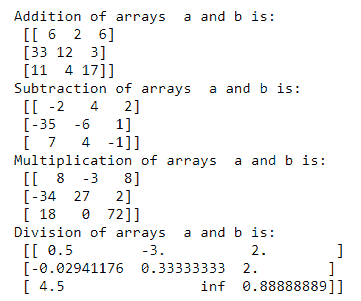 Addition of arrays  a and b is:
 [[ 6  2  6]
 [33 12  3]
 [11  4 17]]
Subtraction of arrays  a and b is:
 [[ -2   4   2]
 [-35  -6   1]
 [  7   4  -1]]
Multiplication of arrays  a and b is:
 [[  8  -3   8]
 [-34  27   2]
 [ 18   0  72]]
Division of arrays  a and b is:
 [[ 0.5        -3.          2.        ]
 [-0.02941176  0.33333333  2.        ]
 [ 4.5                inf  0.88888889]]